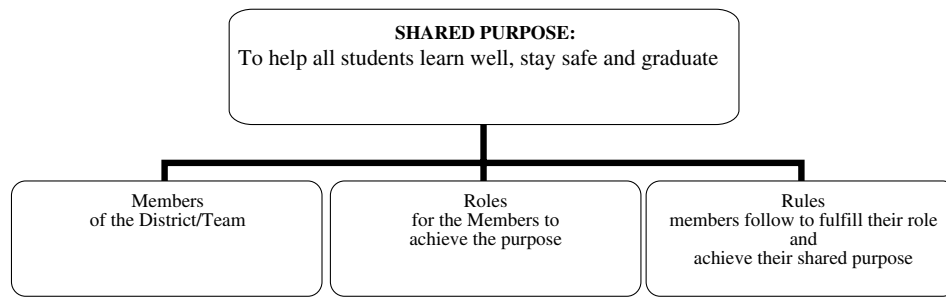 SHARED PURPOSE:
To help all students learn well, stay safe and graduate
Members
of the District/Team
Roles
for the Members to
achieve the purpose
Rules
members follow to fulfill their role
and
achieve their shared purpose